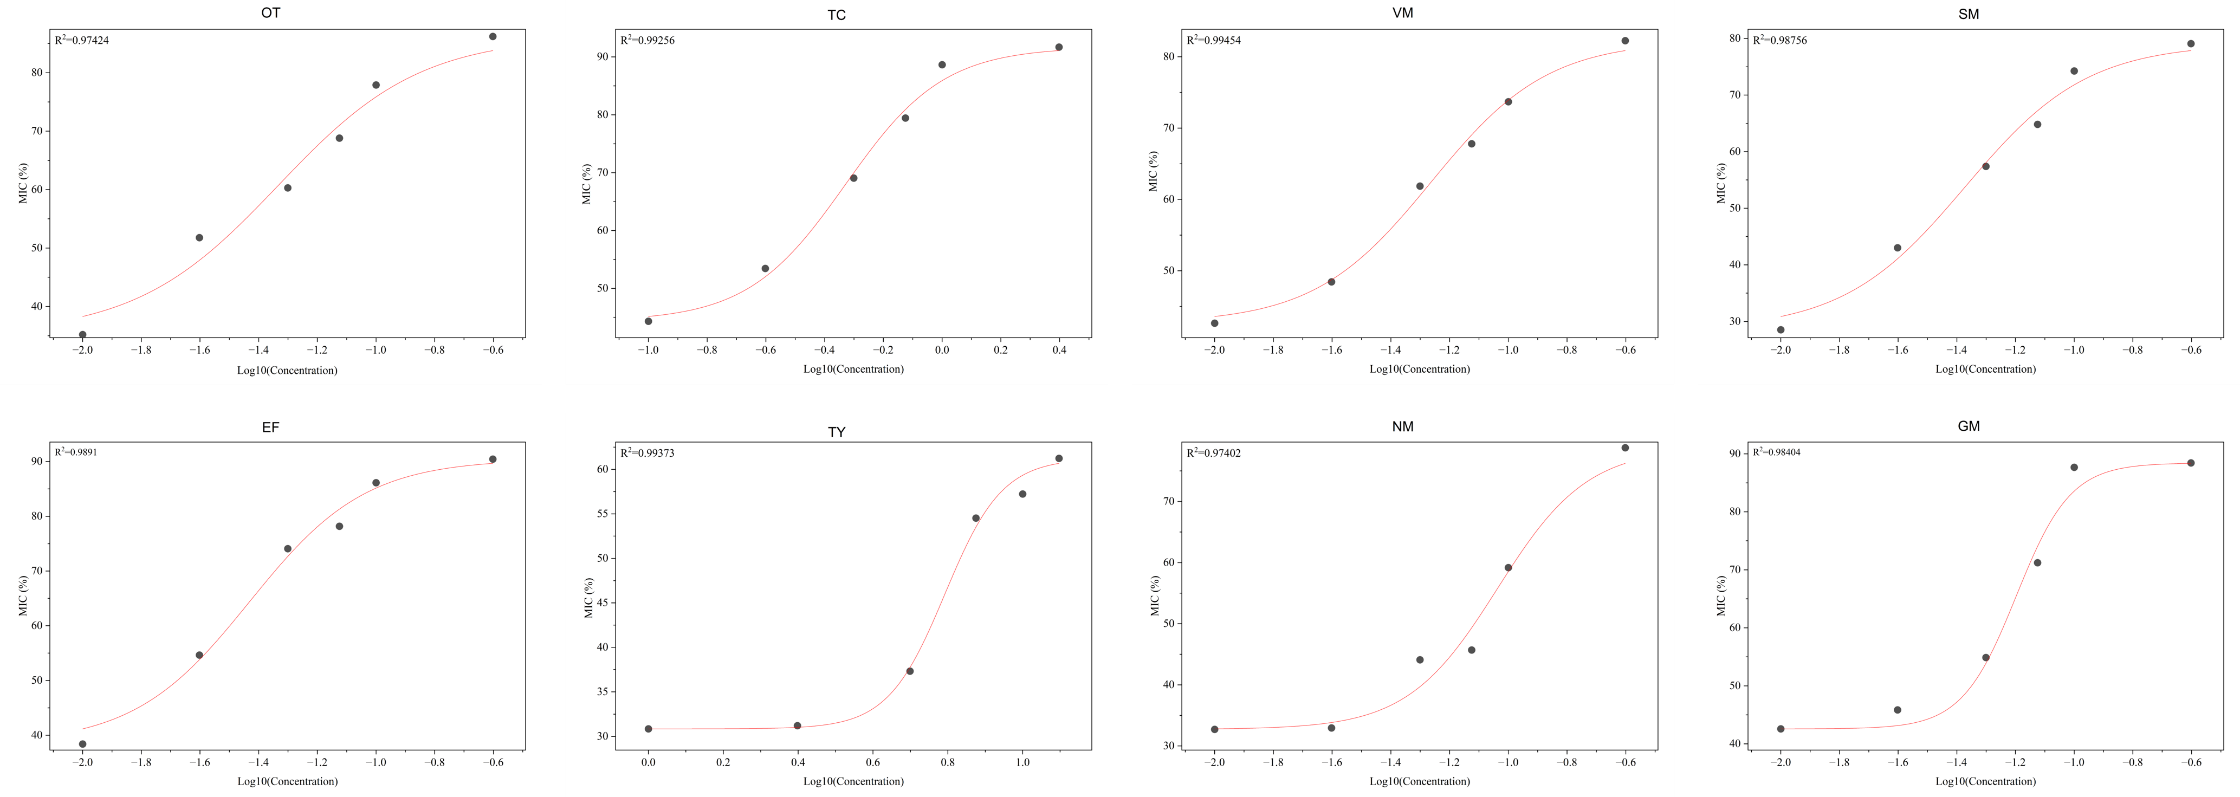 OT
R²=0.97424
80
70
60
50
40
MIC (%)
−2.0 −1.8 −1.6 −1.4 −1.2 −1.0 −0.8 −0.6
Log10(Concentration)
TC
R²=0.99256
90
80
70
60
50
MIC (%)
−1.0 −0.8 −0.6 −0.4 −0.2 0.0 0.2 0.4
Log10(Concentration)
VM
R²=0.99454
80
70
60
50
MIC (%)
−2.0 −1.8 −1.6 −1.4 −1.2 −1.0 −0.8 −0.6
Log10(Concentration)
SM
R²=0.98756
80
70
60
50
40
30
MIC (%)
−2.0 −1.8 −1.6 −1.4 −1.2 −1.0 −0.8 −0.6
Log10(Concentration)
EF
R²=0.9891
90
80
70
60
50
40
MIC (%)
−2.0 −1.8 −1.6 −1.4 −1.2 −1.0 −0.8 −0.6
Log10(Concentration)
TY
R²=0.99373
60
55
50
45
40
35
30
MIC (%)
0.0 0.2 0.4 0.6 0.8 1.0
Log10(Concentration)
NM
R²=0.97402
70
60
50
40
30
MIC (%)
−2.0 −1.8 −1.6 −1.4 −1.2 −1.0 −0.8 −0.6
Log10(Concentration)
GM
R²=0.98404
90
80
70
60
50
40
MIC (%)
−2.0 −1.8 −1.6 −1.4 −1.2 −1.0 −0.8 −0.6
Log10(Concentration)